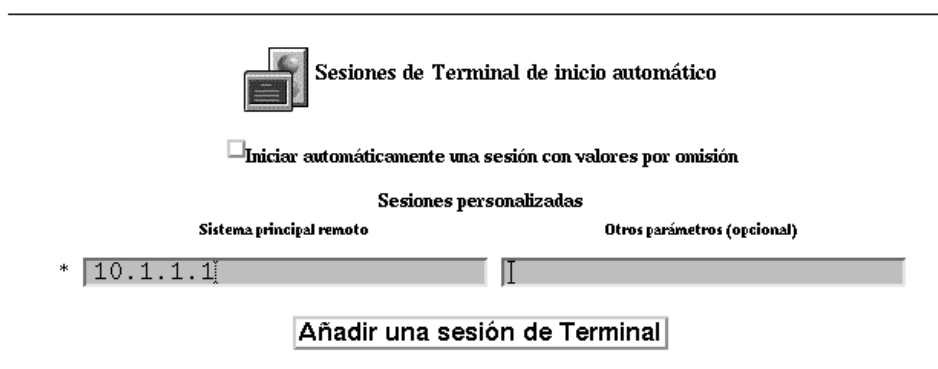 Sesiones de Terminal de inicio automático
Iniciar automáticamente una sesión con valores por omisión
Sesiones personalizadas
Sistema principal remoto Otros parámetros (opcional)
* 10.1.1.1
Añadir una sesión de Terminal